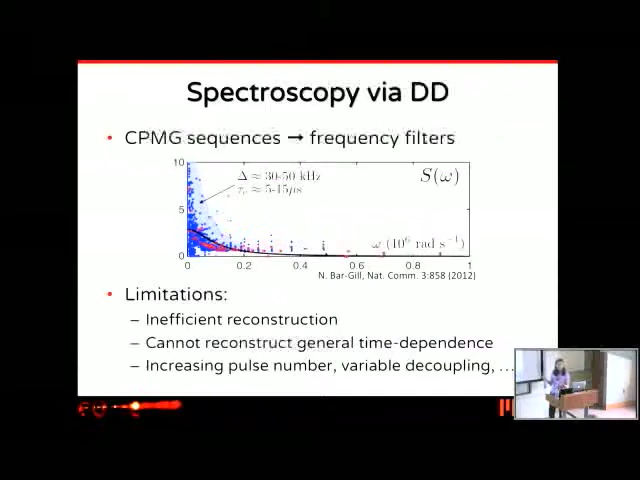 Spectroscopy via DD
• CPMG sequences → frequency filters
10
5
0
Δ ≈ 30-50 kHz
τc ≈ 5-15μs
S(ω)
ω (10⁶ rad s⁻¹)
0 0.2 0.4 0.6 0.8 1
N. Bar-Gill, Nat. Comm. 3:858 (2012)
• Limitations:
– Inefficient reconstruction
– Cannot reconstruct general time-dependence
– Increasing pulse number, variable decoupling, ...